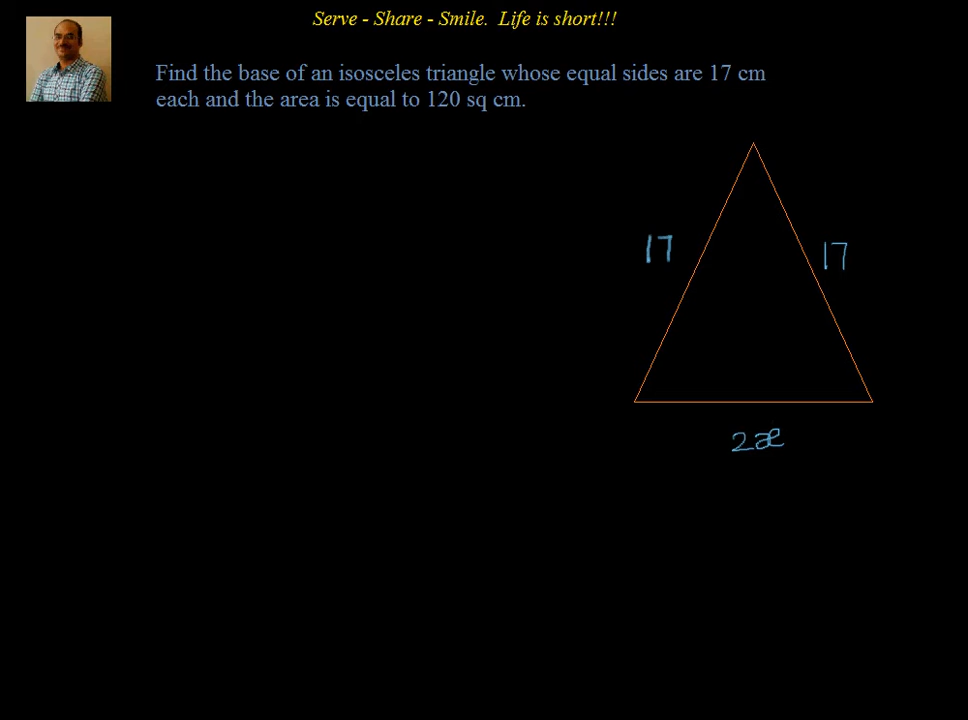 Serve - Share - Smile. Life is short!!!
Find the base of an isosceles triangle whose equal sides are 17 cm
each and the area is equal to 120 sq cm.
17
17
2x